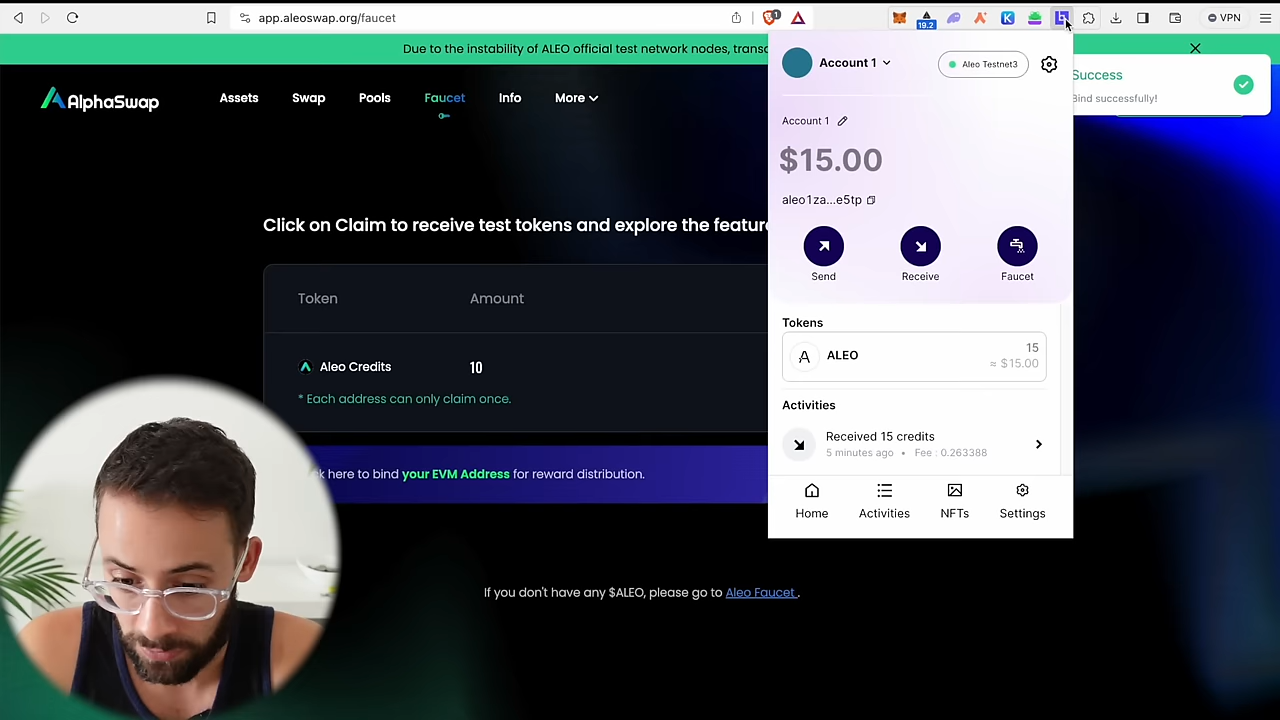 app.aleoswap.org/faucet
1
19.2
VPN
Due to the instability of ALEO official test network nodes, transa
AlphaSwap
Assets
Swap
Pools
Faucet
Info
More
Success
Bind successfully!
Account 1
Aleo Testnet3
Account 1
$15.00
aleo1za...e5tp
Send
Receive
Faucet
Tokens
ALEO
15
≈ $15.00
Activities
Received 15 credits
5 minutes ago • Fee : 0.263388
Home
Activities
NFTs
Settings
Click on Claim to receive test tokens and explore the feature
Token
Amount
Aleo Credits
10
* Each address can only claim once.
here to bind your EVM Address for reward distribution.
If you don't have any $ALEO, please go to Aleo Faucet .